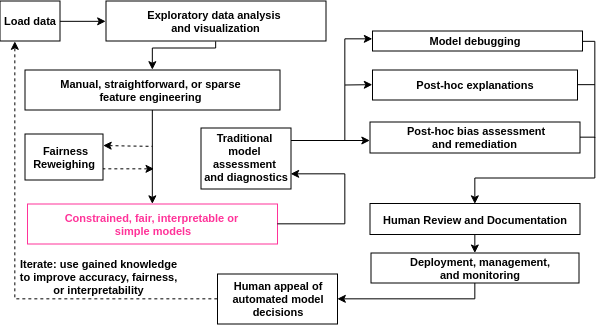 Load data
Exploratory data analysis
and visualization
Model debugging
Manual, straightforward, or sparse
feature engineering
Post-hoc explanations
Fairness
Reweighing
Traditional
model
assessment
and diagnostics
Post-hoc bias assessment
and remediation
Constrained, fair, interpretable or
simple models
Human Review and Documentation
Iterate: use gained knowledge
to improve accuracy, fairness,
or interpretability
Deployment, management,
and monitoring
Human appeal of
automated model
decisions